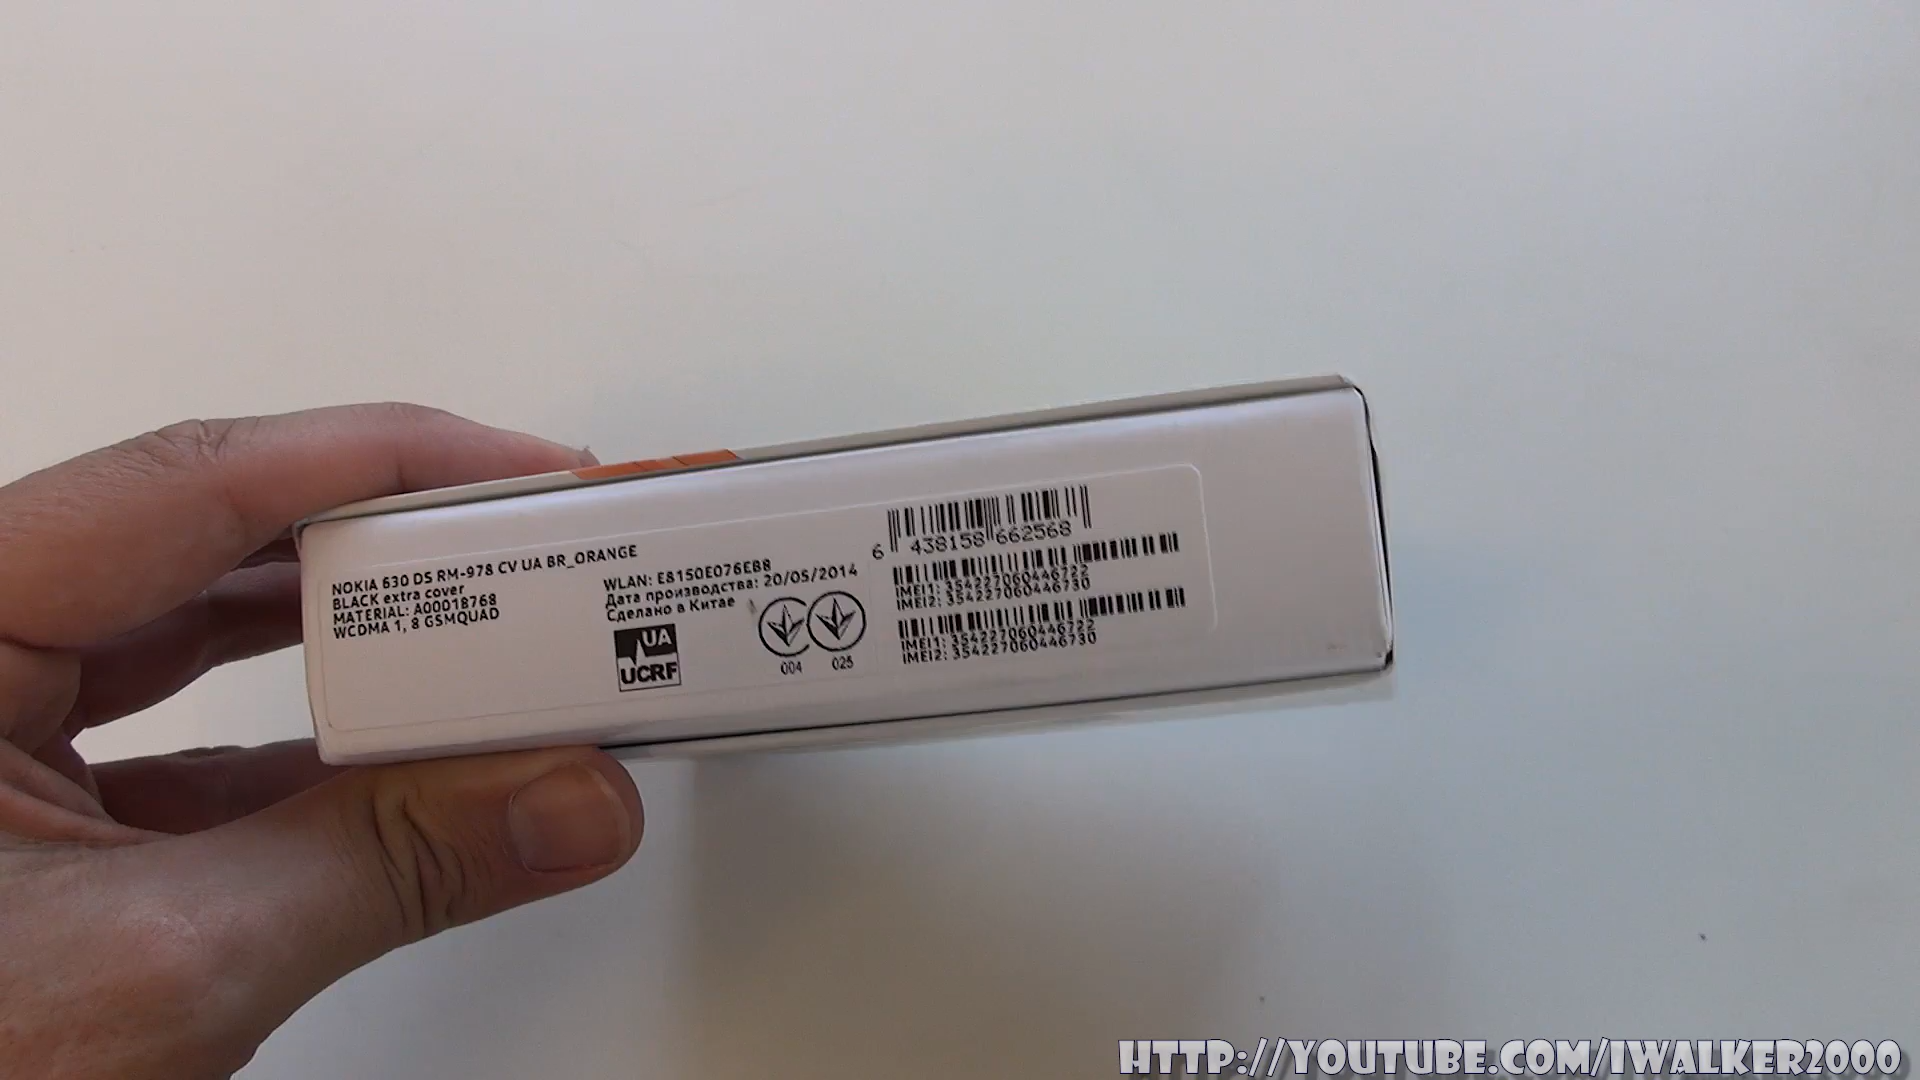 NOKIA 630 DS RM-978 CV UA BR_ORANGE
BLACK extra cover
MATERIAL: A0001B768
WCDMA 1, 8 GSMQUAD
WLAN: E8150E076EB8
Дата производства: 20/05/2014
Сделано в Китае
UA
UCRF
004 025
6 438158 662568
IMEI1: 354227060446722
IMEI2: 354227060446730
IMEI1: 354227060446722
IMEI2: 354227060446730
HTTP://YOUTUBE.COM/IWALKER2000